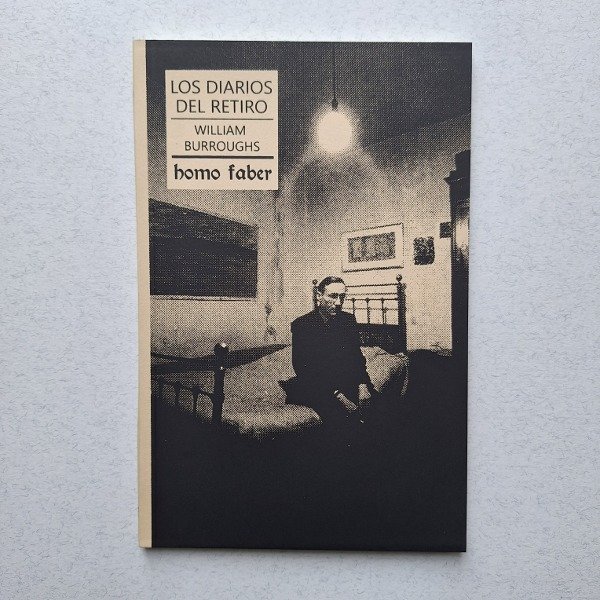 LOS DIARIOS
DEL RETIRO
WILLIAM
BURROUGHS
homo faber